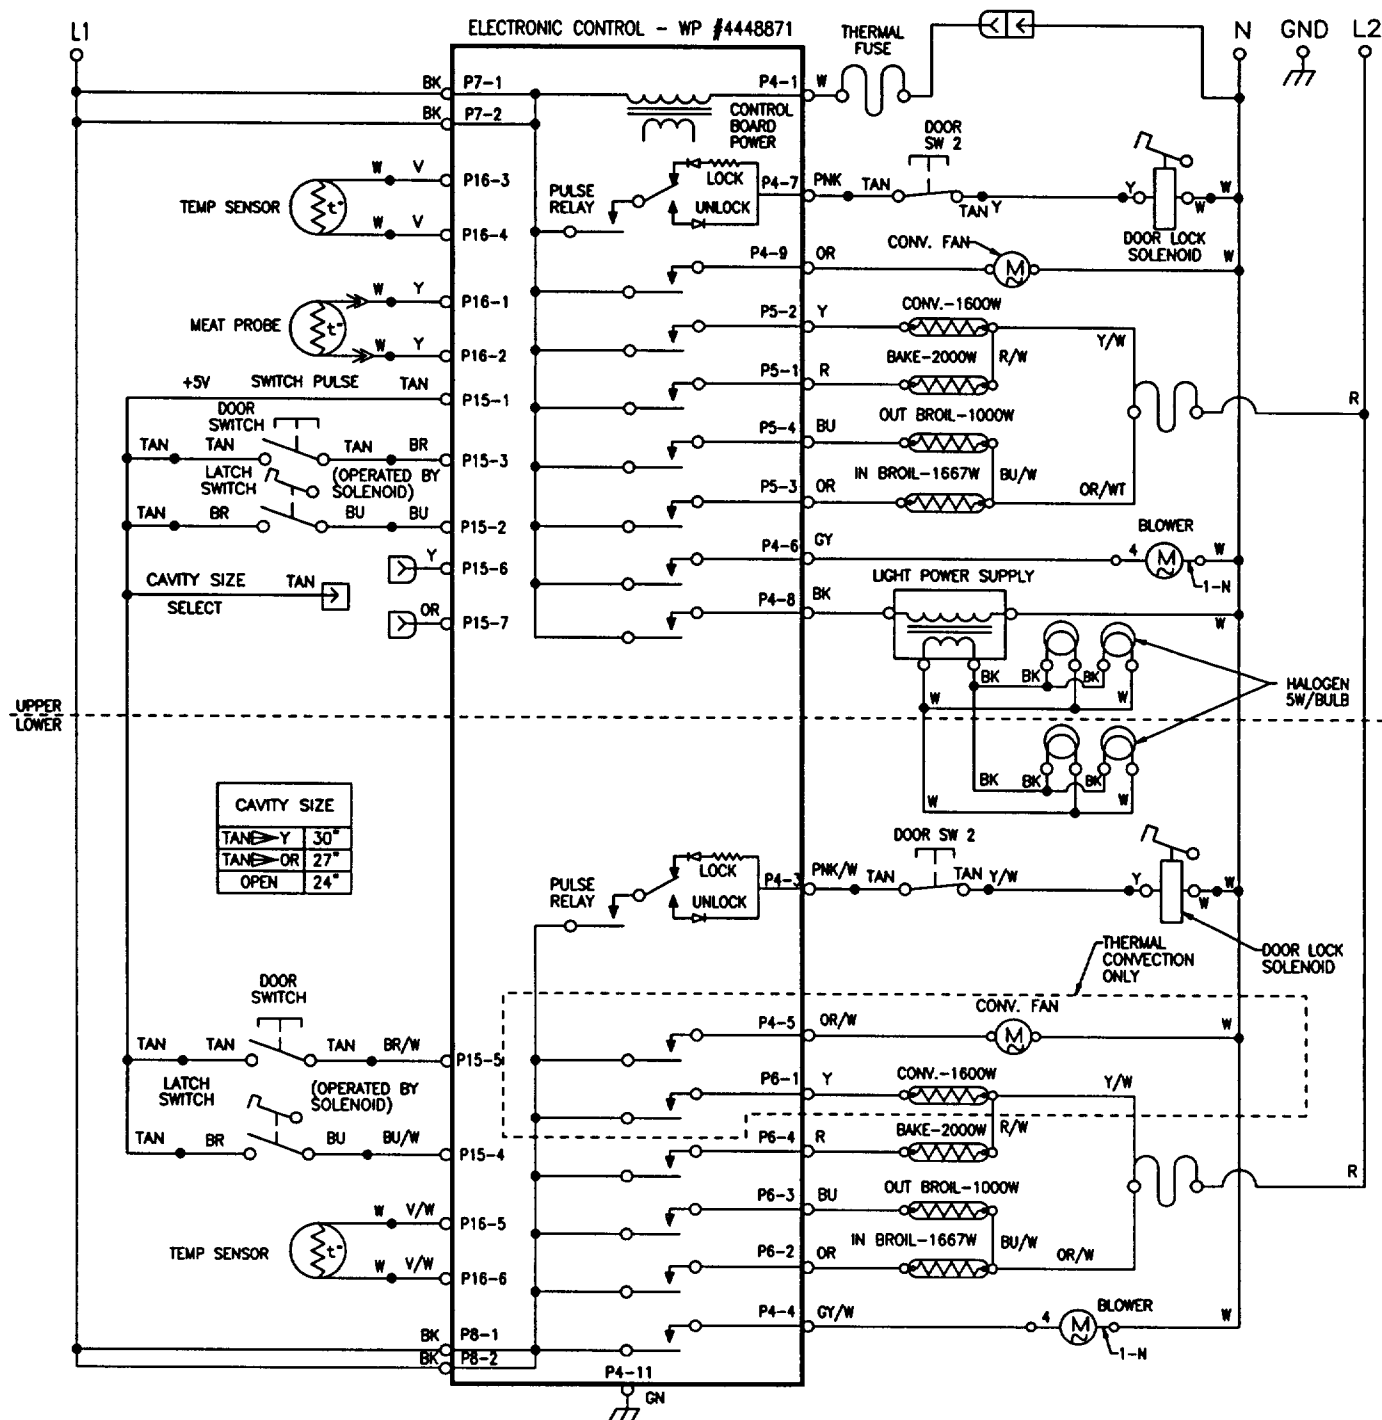 L1
ELECTRONIC CONTROL - WP #4448871
THERMAL
FUSE
N
GND
L2
BK
P7-1
P4-1
W
BK
P7-2
CONTROL
BOARD
POWER
DOOR
SW 2
W
V
P16-3
TEMP SENSOR
t°
W
V
P16-4
PULSE
RELAY
LOCK
UNLOCK
P4-7
PNK
TAN
TAN
Y
Y
W
W
DOOR LOCK
SOLENOID
P4-9
OR
CONV. FAN
M
W
W
Y
P16-1
MEAT PROBE
t°
W
Y
P16-2
P5-2
Y
CONV.-1600W
Y/W
BAKE-2000W
R/W
P5-1
R
+5V
SWITCH PULSE
TAN
P15-1
R
DOOR
SWITCH
OUT BROIL-1000W
P5-4
BU
TAN
TAN
TAN
BR
P15-3
LATCH
SWITCH
(OPERATED BY
SOLENOID)
IN BROIL-1667W
BU/W
P5-3
OR
OR/WT
TAN
BR
BU
BU
P15-2
BLOWER
P4-6
GY
4
M
W
1-N
Y
P15-6
CAVITY SIZE
SELECT
TAN
LIGHT POWER SUPPLY
P4-8
BK
W
OR
P15-7
BK
BK
BK
W
W
HALOGEN
5W/BULB
UPPER
LOWER
BK
BK
BK
W
W
CAVITY SIZE
TAN Y 30"
TAN OR 27"
OPEN 24"
DOOR SW 2
PULSE
RELAY
LOCK
UNLOCK
P4-3
PNK/W
TAN
TAN
Y/W
Y
W
W
DOOR LOCK
SOLENOID
THERMAL
CONVECTION
ONLY
DOOR
SWITCH
CONV. FAN
P4-5
OR/W
M
W
TAN
TAN
TAN
BR/W
P15-5
LATCH
SWITCH
(OPERATED BY
SOLENOID)
P6-1
Y
CONV.-1600W
Y/W
TAN
BR
BU
BU/W
P15-4
P6-4
R
BAKE-2000W
R/W
R
P6-3
BU
OUT BROIL-1000W
W
V/W
P16-5
TEMP SENSOR
t°
W
V/W
P16-6
P6-2
OR
IN BROIL-1667W
BU/W
OR/W
P4-4
GY/W
4
M
BLOWER
W
1-N
BK
P8-1
BK
P8-2
P4-11
GN